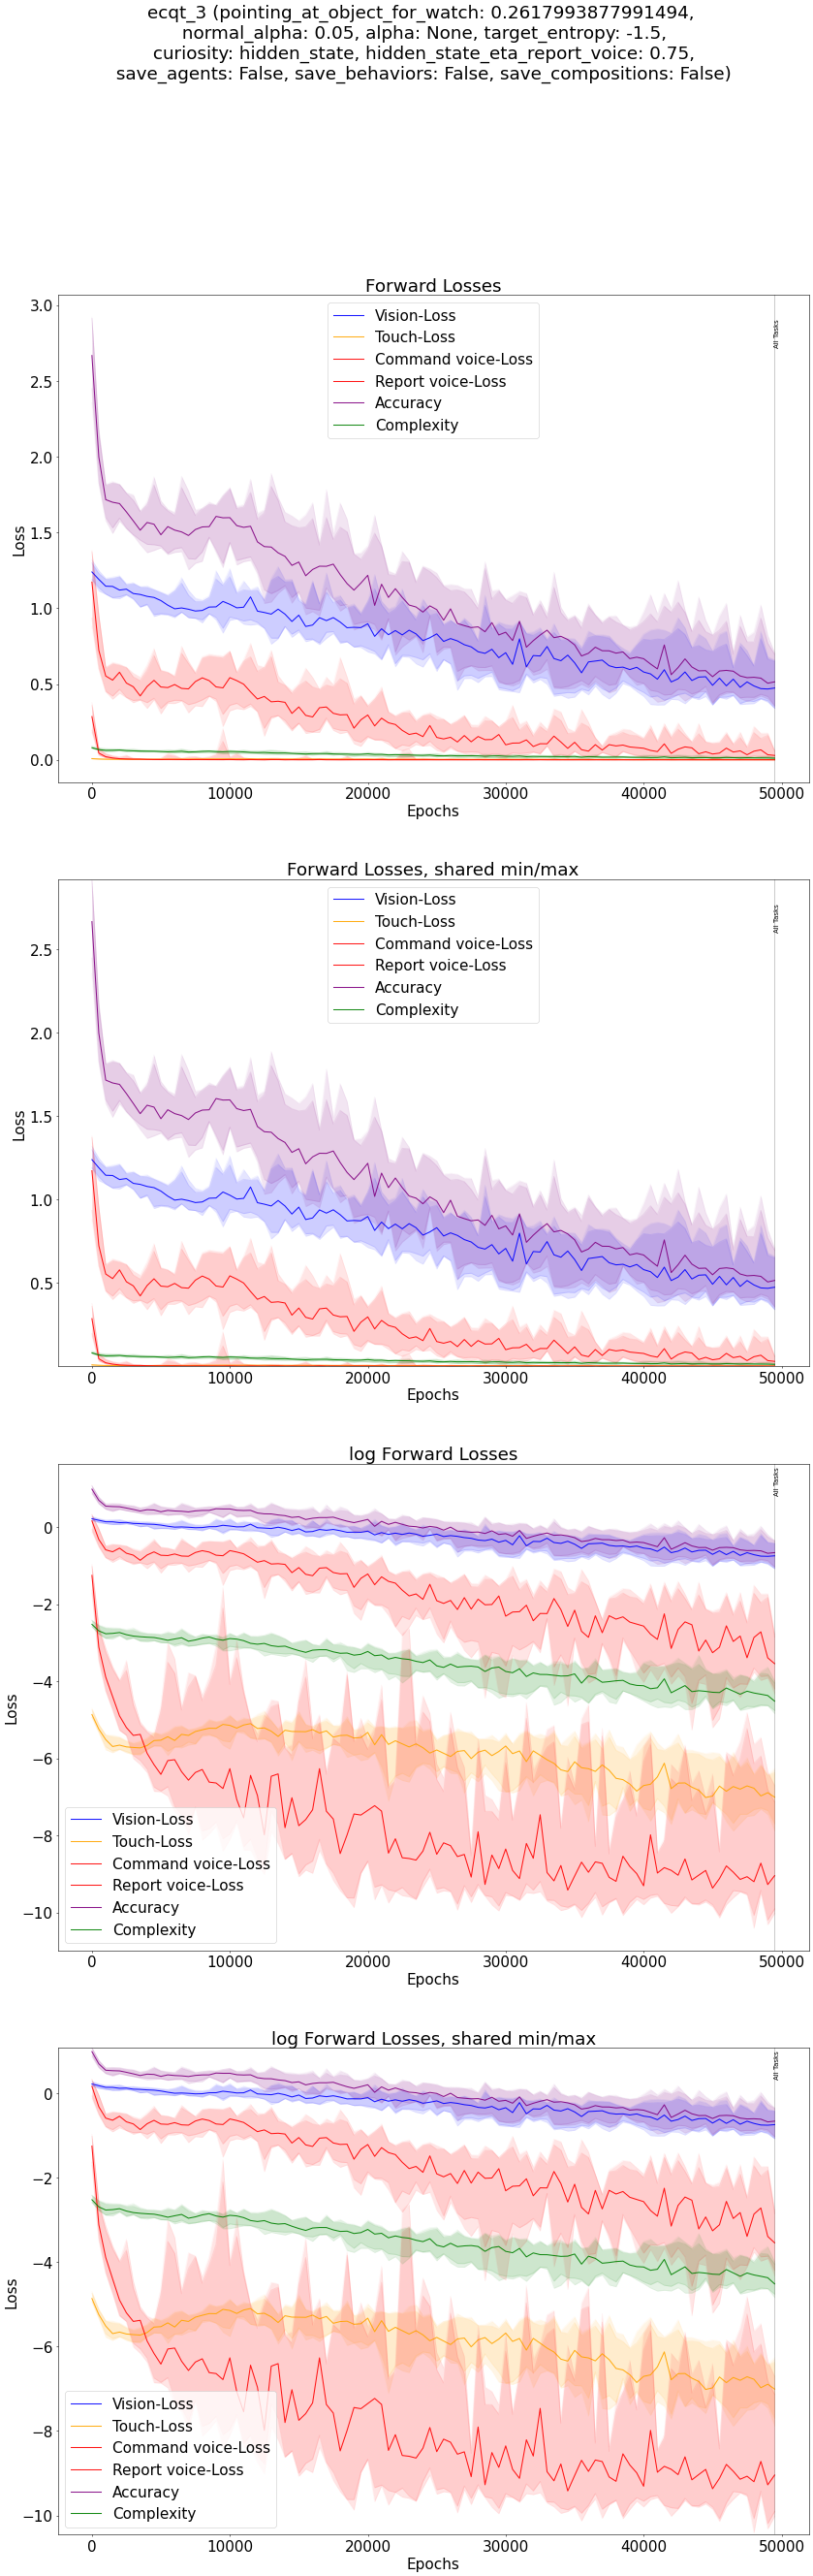 ecqt_3 (pointing_at_object_for_watch: 0.2617993877991494,
normal_alpha: 0.05, alpha: None, target_entropy: -1.5,
curiosity: hidden_state, hidden_state_eta_report_voice: 0.75,
save_agents: False, save_behaviors: False, save_compositions: False)
Forward Losses
Vision-Loss
Touch-Loss
Command voice-Loss
Report voice-Loss
Accuracy
Complexity
All Tasks
3.0
2.5
2.0
1.5
1.0
0.5
0.0
Loss
0 10000 20000 30000 40000 50000
Epochs
Forward Losses, shared min/max
Vision-Loss
Touch-Loss
Command voice-Loss
Report voice-Loss
Accuracy
Complexity
All Tasks
2.5
2.0
1.5
1.0
0.5
Loss
0 10000 20000 30000 40000 50000
Epochs
log Forward Losses
All Tasks
0
−2
−4
−6
−8
−10
Loss
Vision-Loss
Touch-Loss
Command voice-Loss
Report voice-Loss
Accuracy
Complexity
0 10000 20000 30000 40000 50000
Epochs
log Forward Losses, shared min/max
All Tasks
0
−2
−4
−6
−8
−10
Loss
Vision-Loss
Touch-Loss
Command voice-Loss
Report voice-Loss
Accuracy
Complexity
0 10000 20000 30000 40000 50000
Epochs